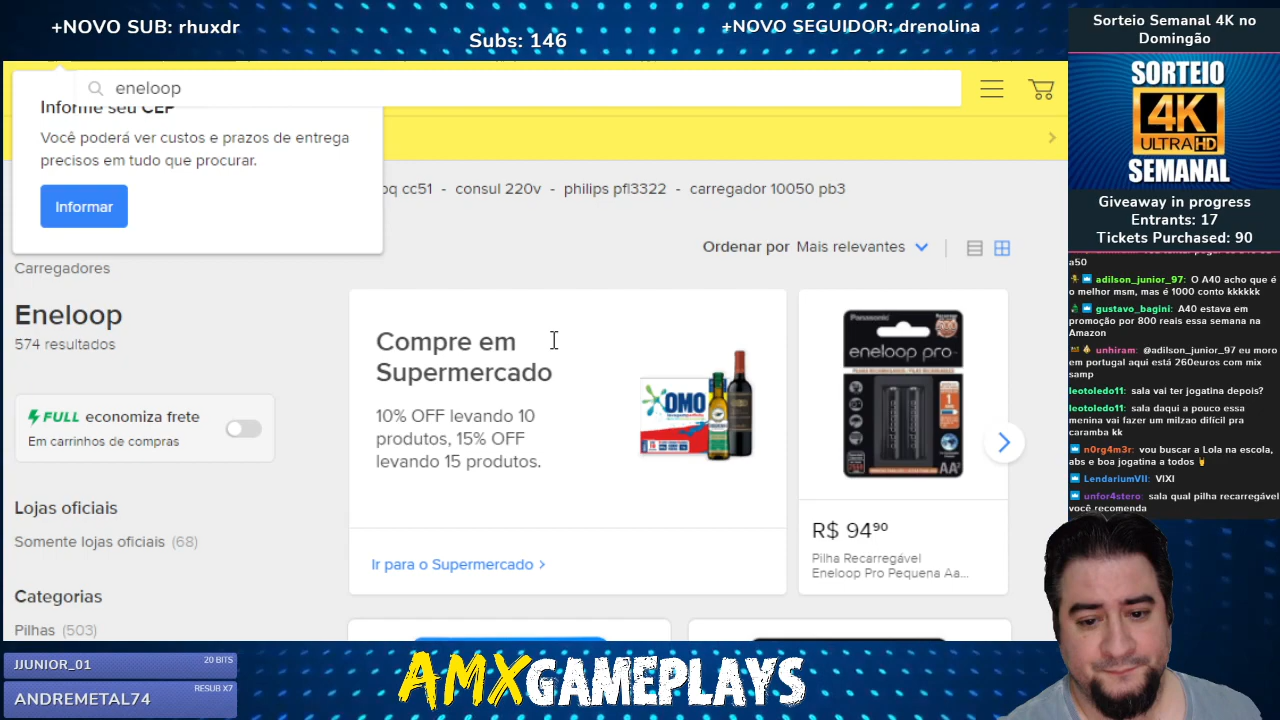 +NOVO SUB: rhuxdr
Subs: 146
+NOVO SEGUIDOR: drenolina
eneloop
Informe seu CEP
Você poderá ver custos e prazos de entrega
precisos em tudo que procurar.
Informar
cc51 - consul 220v - philips pfl3322 - carregador 10050 pb3
Ordenar por Mais relevantes
Carregadores
Eneloop
574 resultados
FULL economiza frete
Em carrinhos de compras
Lojas oficiais
Somente lojas oficiais (68)
Categorias
Pilhas (503)
Compre em
Supermercado
10% OFF levando 10
produtos, 15% OFF
levando 15 produtos.
OMO
Ir para o Supermercado >
Panasonic
eneloop pro
AA
R$ 94⁹⁰
Pilha Recarregável
Eneloop Pro Pequena Aa...
Sorteio Semanal 4K no
Domingão
SORTEIO
4K
ULTRA HD
SEMANAL
Giveaway in progress
Entrants: 17
Tickets Purchased: 90
a50
adilson_junior_97: O A40 acho que é
o melhor msm, mas é 1000 conto kkkkkk
gustavo_bagini: A40 estava em
promoção por 800 reais essa semana na
Amazon
unhiram: @adilson_junior_97 eu moro
em portugal aqui está 260euros com mix
samp
leotoledo11: sala vai ter jogatina depois?
leotoledo11: sala daqui a pouco essa
menina vai fazer um milzao difícil pra
caramba kk
n0rg4m3r: vou buscar a Lola na escola,
abs e boa jogatina a todos
LendariumVII: VIXI
unfor4stero: sala qual pilha recarregável
você recomenda
JJUNIOR_01
20 BITS
ANDREMETAL74
RESUB X7
AMXGAMEPLAYS